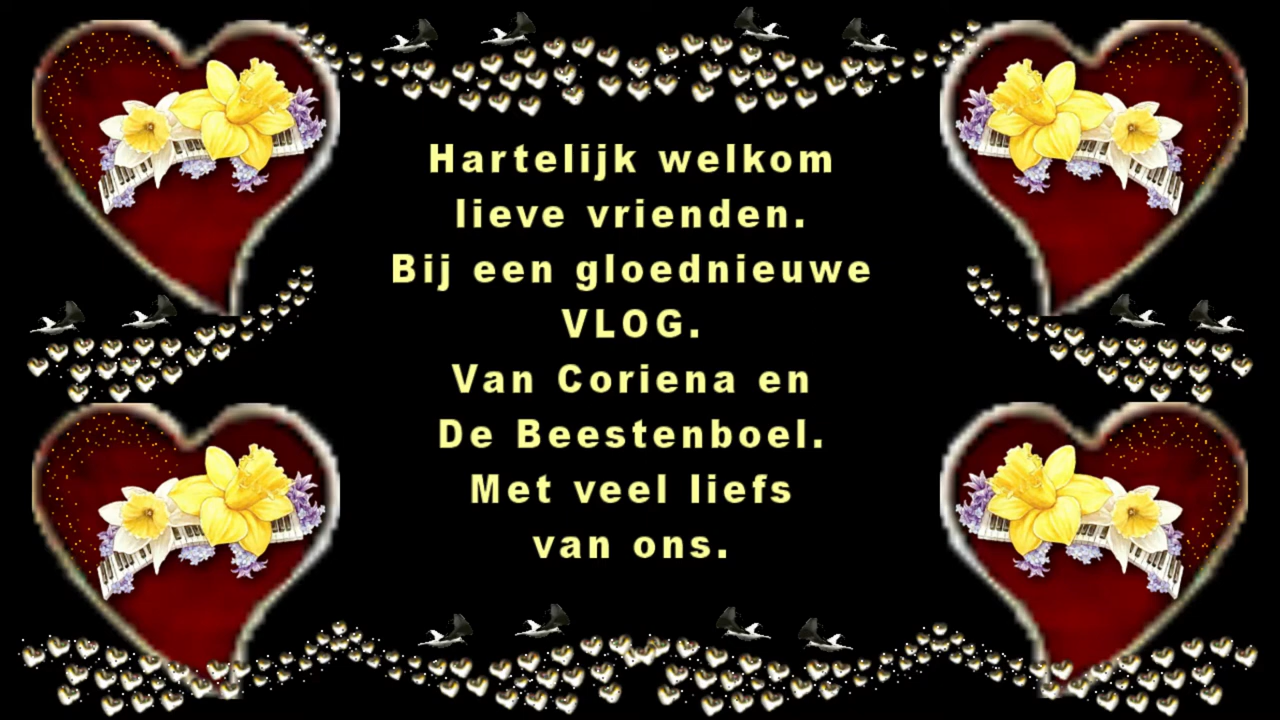 Hartelijk welkom
lieve vrienden.
Bij een gloednieuwe
VLOG.
Van Coriena en
De Beestenboel.
Met veel liefs
van ons.